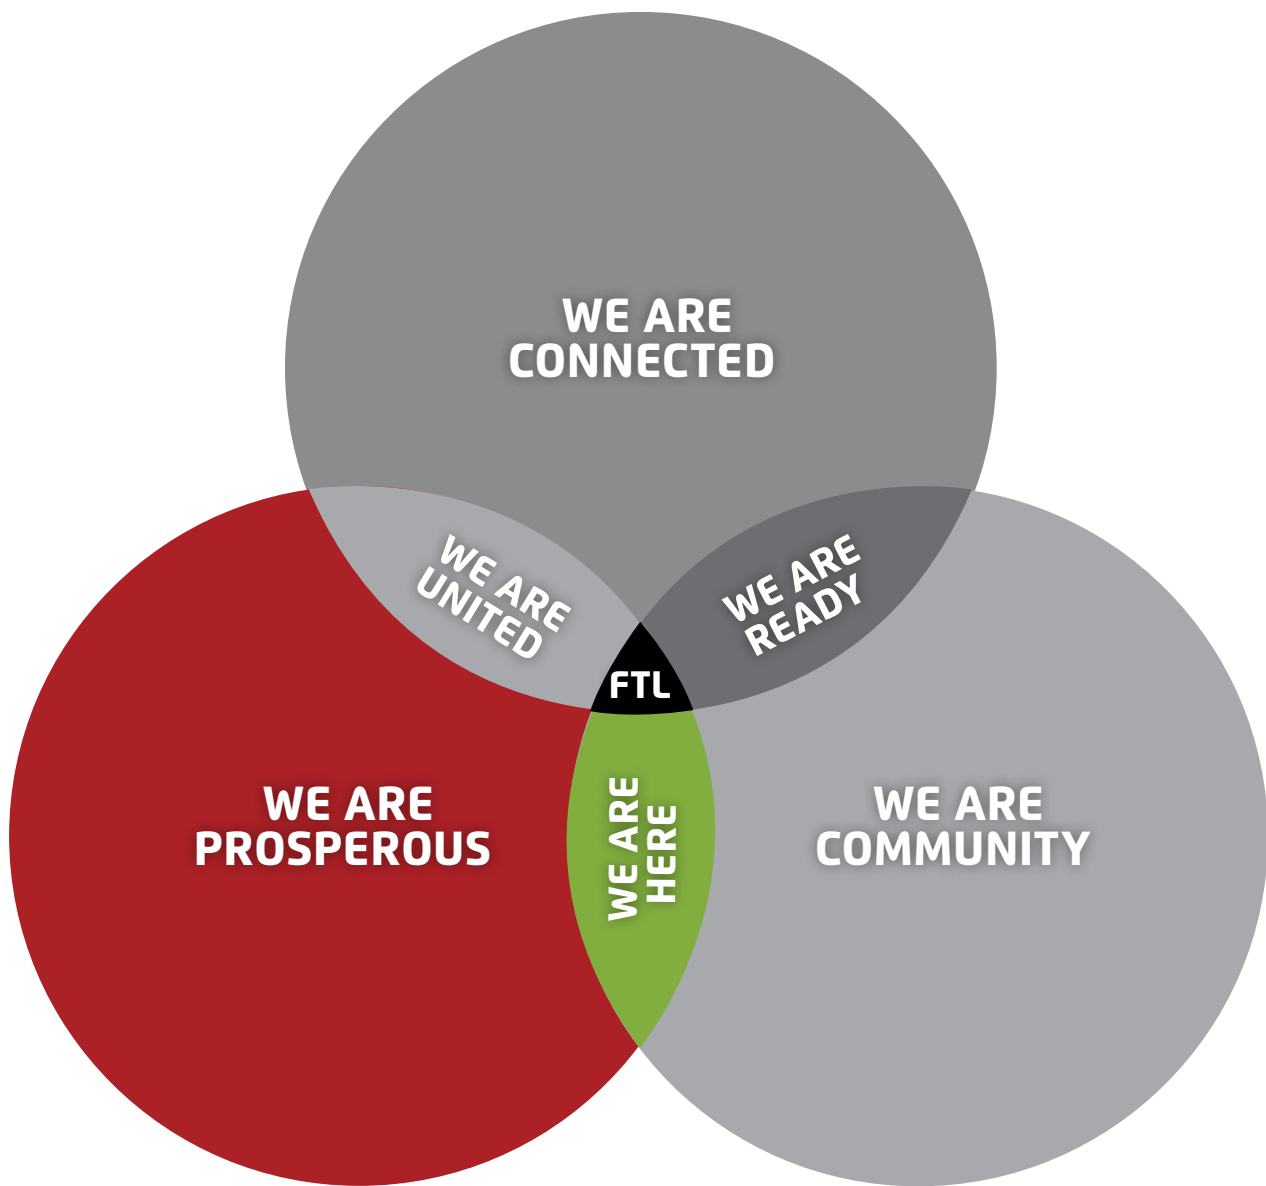 WE ARE
CONNECTED
WE ARE
UNITED
WE ARE
READY
FTL
WE ARE
PROSPEROUS
WE ARE
HERE
WE ARE
COMMUNITY